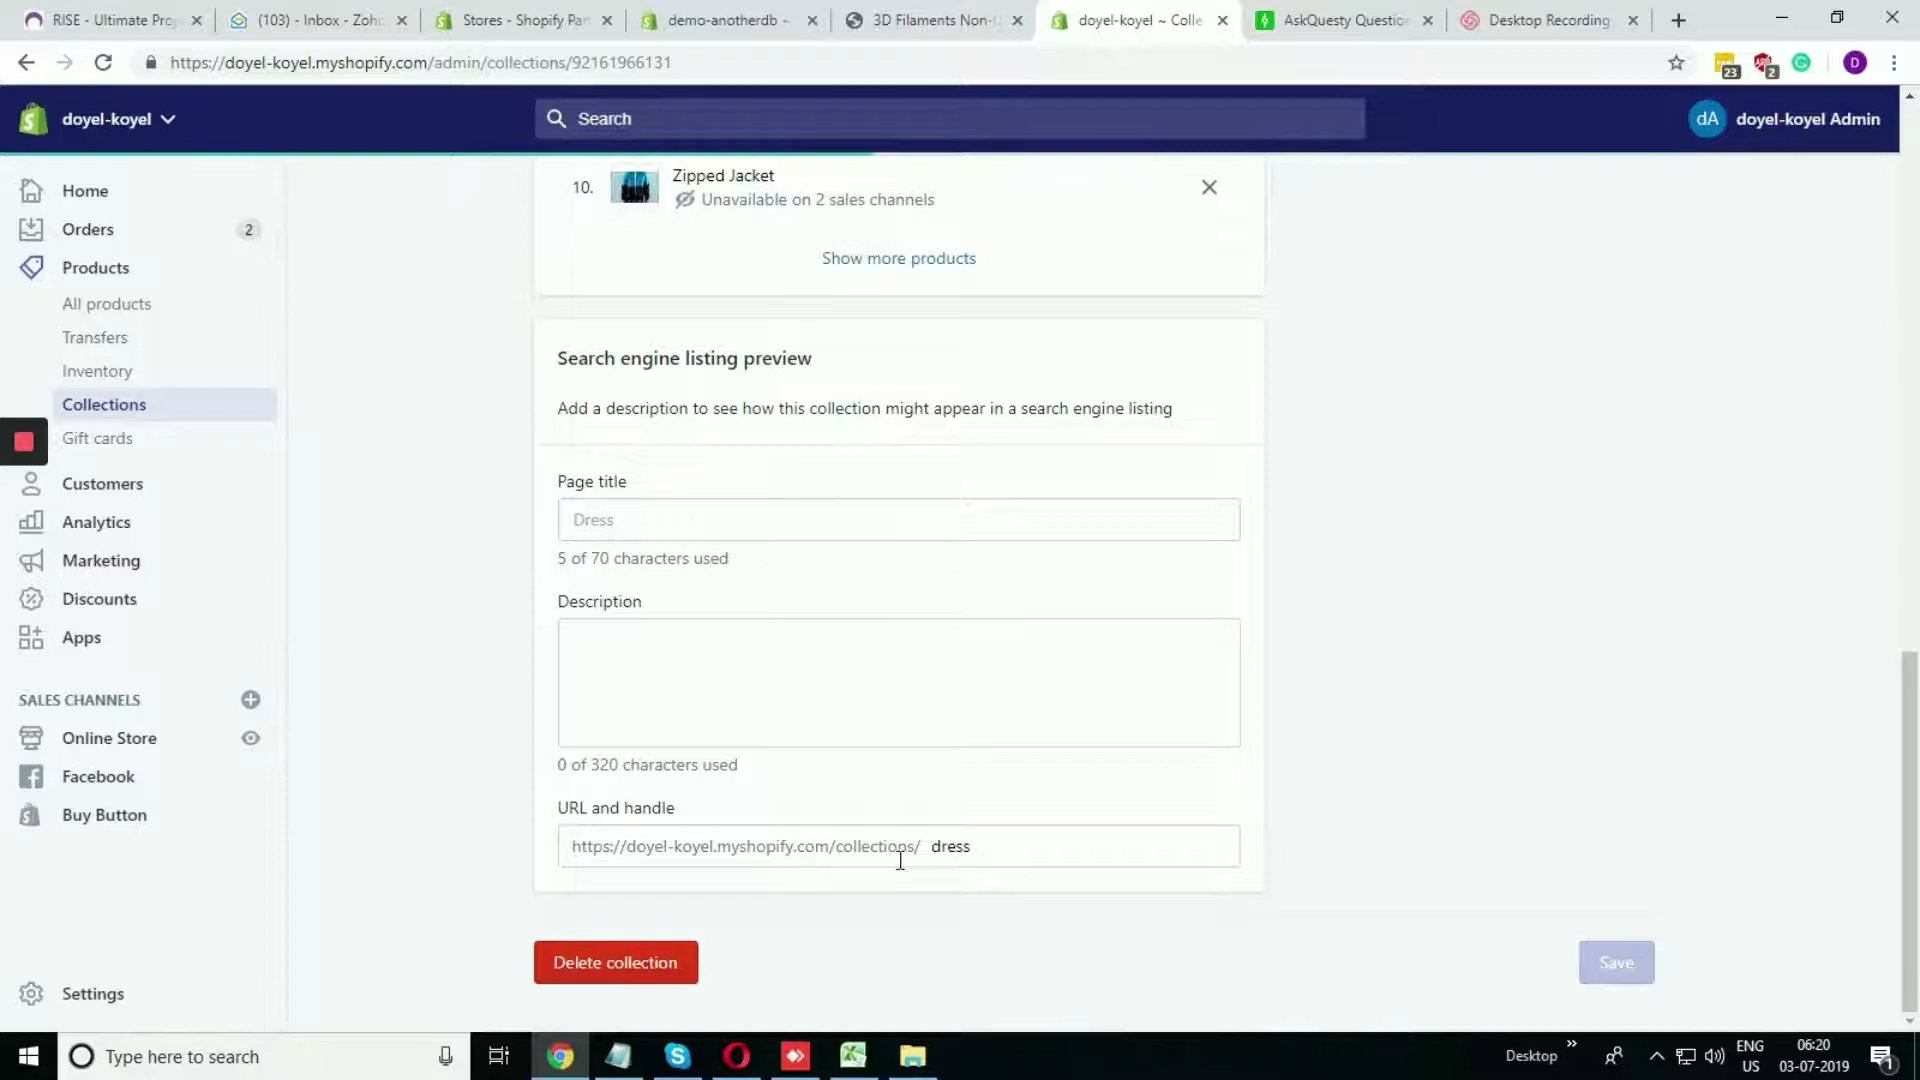 RISE - Ultimate Pro
(103) - Inbox - Zoh
Stores - Shopify Par
demo-anotherdb ~
3D Filaments Non-
doyel-koyel ~ Colle
AskQuesty Questio
Desktop Recording
https://doyel-koyel.myshopify.com/admin/collections/92161966131
23
2
D
doyel-koyel
Search
dA
doyel-koyel Admin
Home
Orders
2
Products
All products
Transfers
Inventory
Collections
Gift cards
Customers
Analytics
Marketing
Discounts
Apps
SALES CHANNELS
Online Store
Facebook
Buy Button
Settings
10.
Zipped Jacket
Unavailable on 2 sales channels
Show more products
Search engine listing preview
Add a description to see how this collection might appear in a search engine listing
Page title
Dress
5 of 70 characters used
Description
0 of 320 characters used
URL and handle
https://doyel-koyel.myshopify.com/collections/ dress
Delete collection
Save
Type here to search
Desktop
ENG
US
06:20
03-07-2019
1